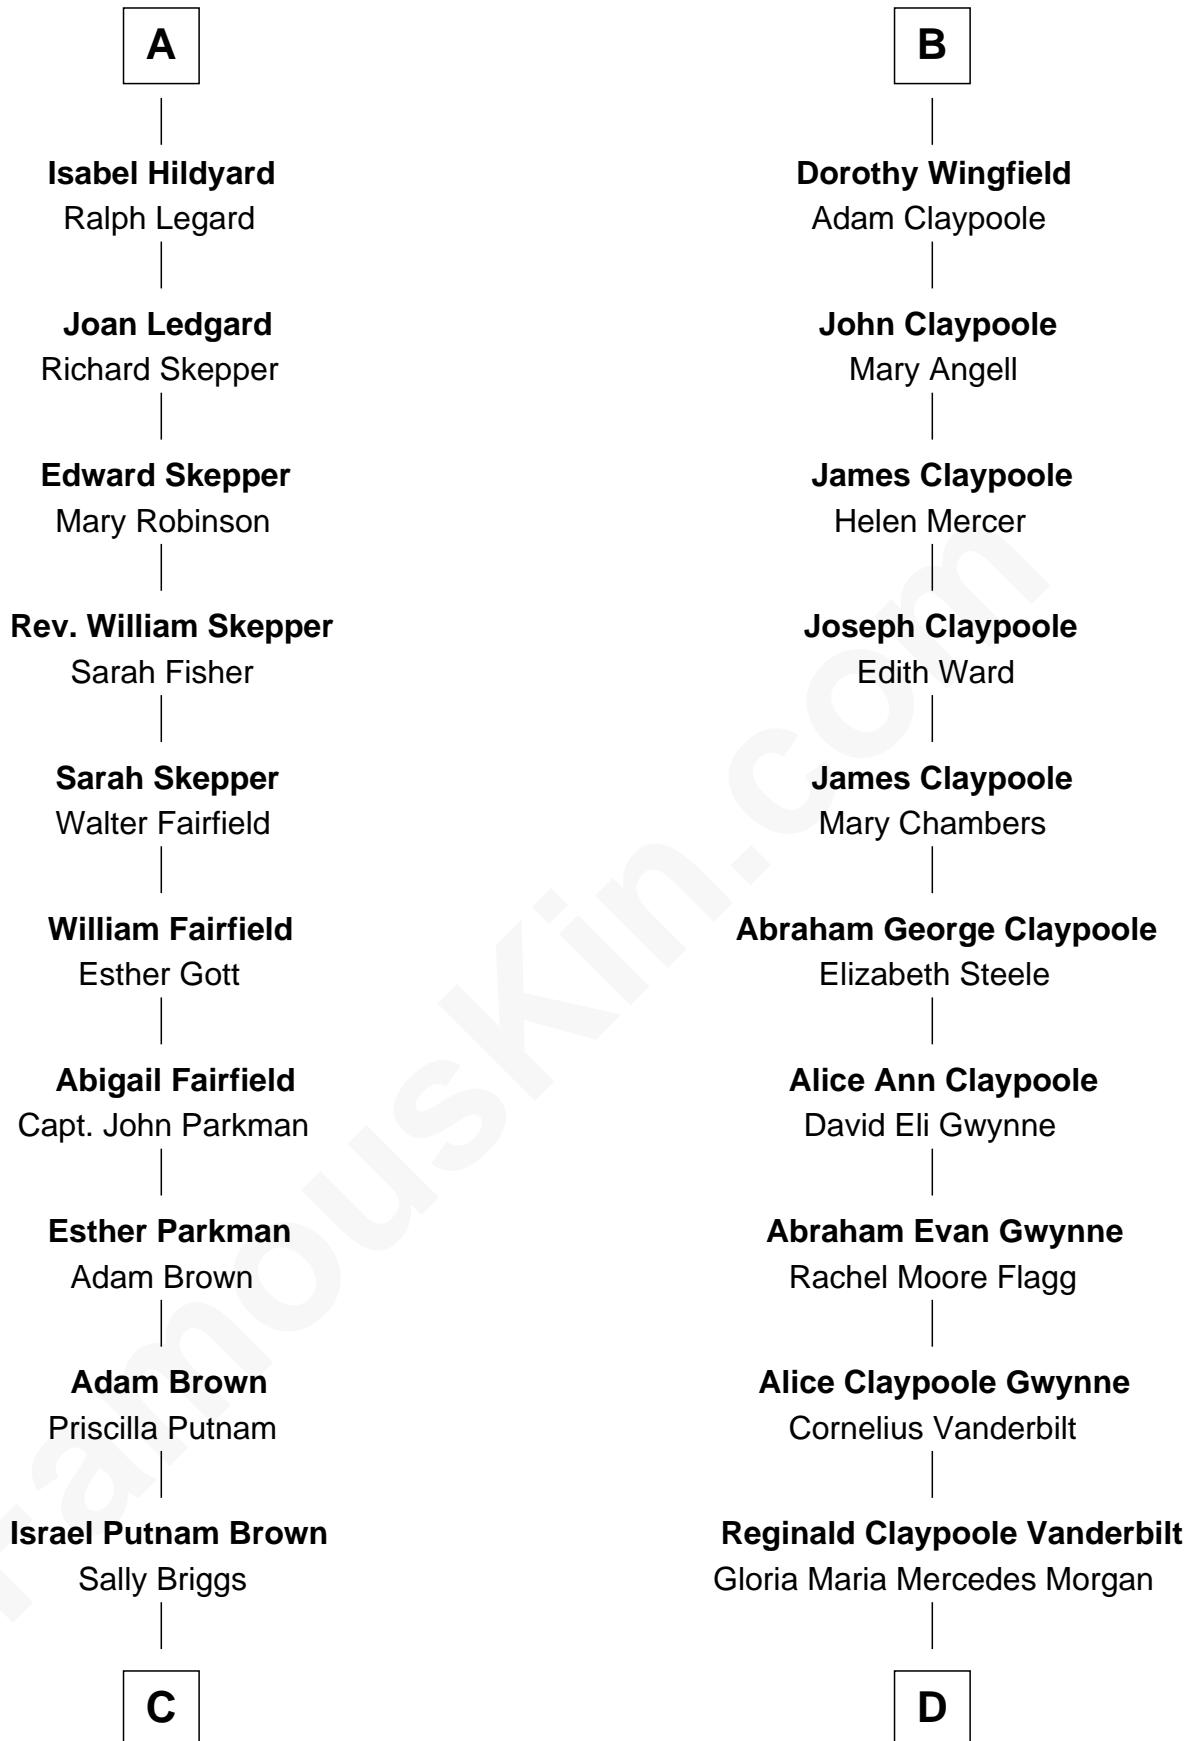 A
Isabel Hildyard
Ralph Legard
Joan Ledgard
Richard Skepper
Edward Skepper
Mary Robinson
Rev. William Skepper
Sarah Fisher
Sarah Skepper
Walter Fairfield
William Fairfield
Esther Gott
Abigail Fairfield
Capt. John Parkman
Esther Parkman
Adam Brown
Adam Brown
Priscilla Putnam
Israel Putnam Brown
Sally Briggs
C
B
Dorothy Wingfield
Adam Claypoole
John Claypoole
Mary Angell
James Claypoole
Helen Mercer
Joseph Claypoole
Edith Ward
James Claypoole
Mary Chambers
Abraham George Claypoole
Elizabeth Steele
Alice Ann Claypoole
David Eli Gwynne
Abraham Evan Gwynne
Rachel Moore Flagg
Alice Claypoole Gwynne
Cornelius Vanderbilt
Reginald Claypoole Vanderbilt
Gloria Maria Mercedes Morgan
D
FamousKin.com